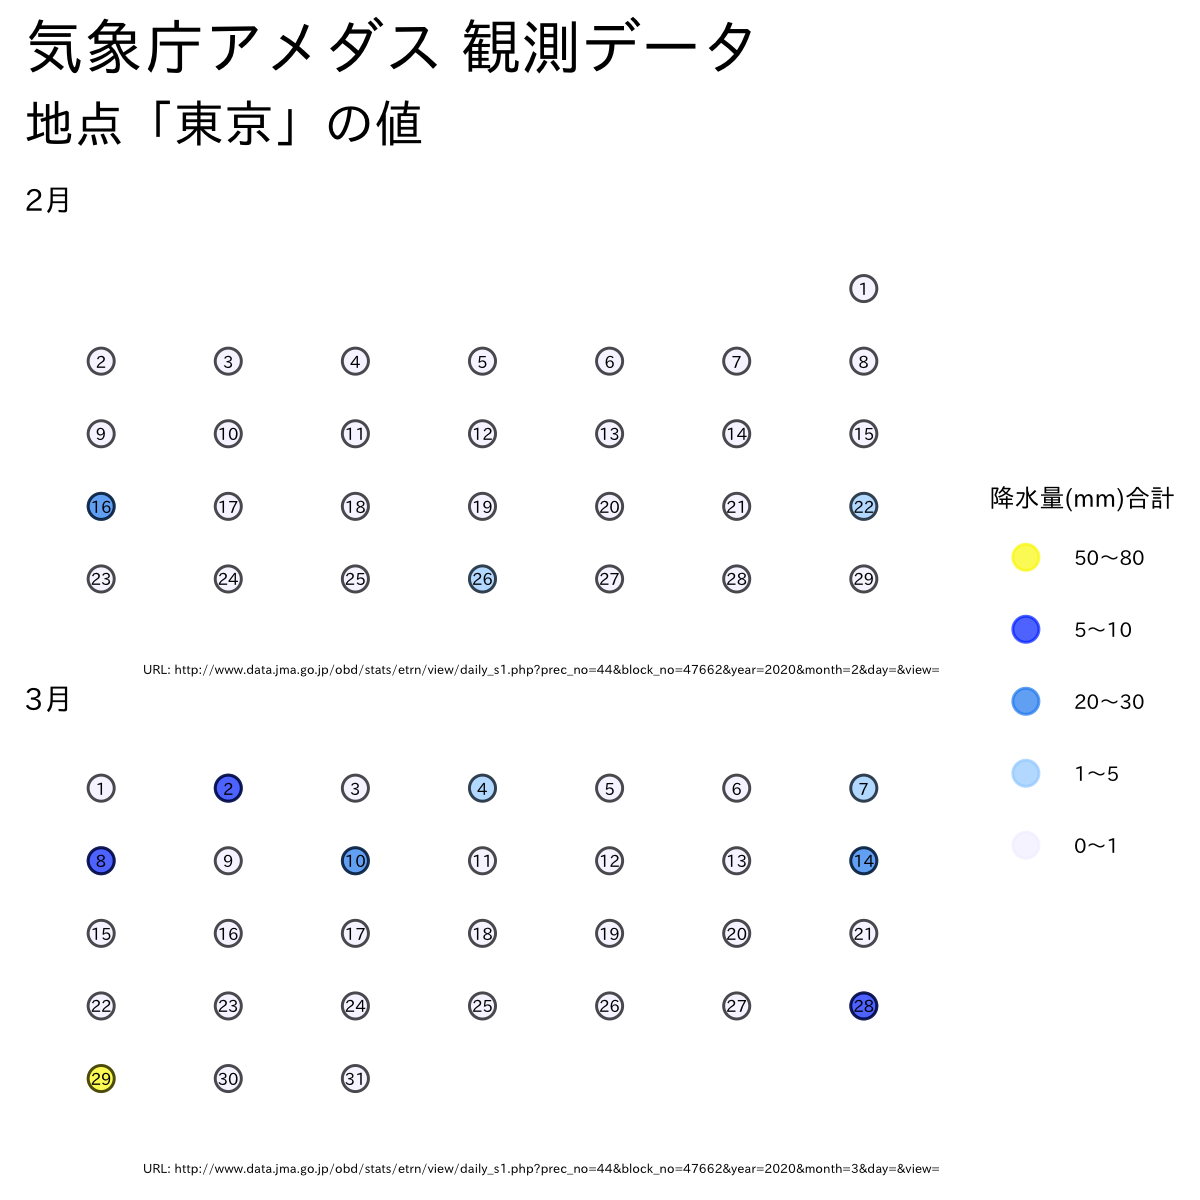 気象庁アメダス 観測データ
地点「東京」の値
2月
1
2 3 4 5 6 7 8
9 10 11 12 13 14 15
16 17 18 19 20 21 22
23 24 25 26 27 28 29
URL: http://www.data.jma.go.jp/obd/stats/etrn/view/daily_s1.php?prec_no=44&block_no=47662&year=2020&month=2&day=&view=
3月
1 2 3 4 5 6 7
8 9 10 11 12 13 14
15 16 17 18 19 20 21
22 23 24 25 26 27 28
29 30 31
URL: http://www.data.jma.go.jp/obd/stats/etrn/view/daily_s1.php?prec_no=44&block_no=47662&year=2020&month=3&day=&view=
降水量(mm)合計
50〜80
5〜10
20〜30
1〜5
0〜1